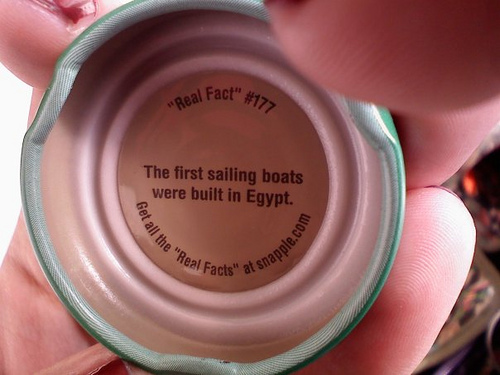 "Real Fact" #177
The first sailing boats
were built in Egypt.
Get all the "Real Facts" at snapple.com